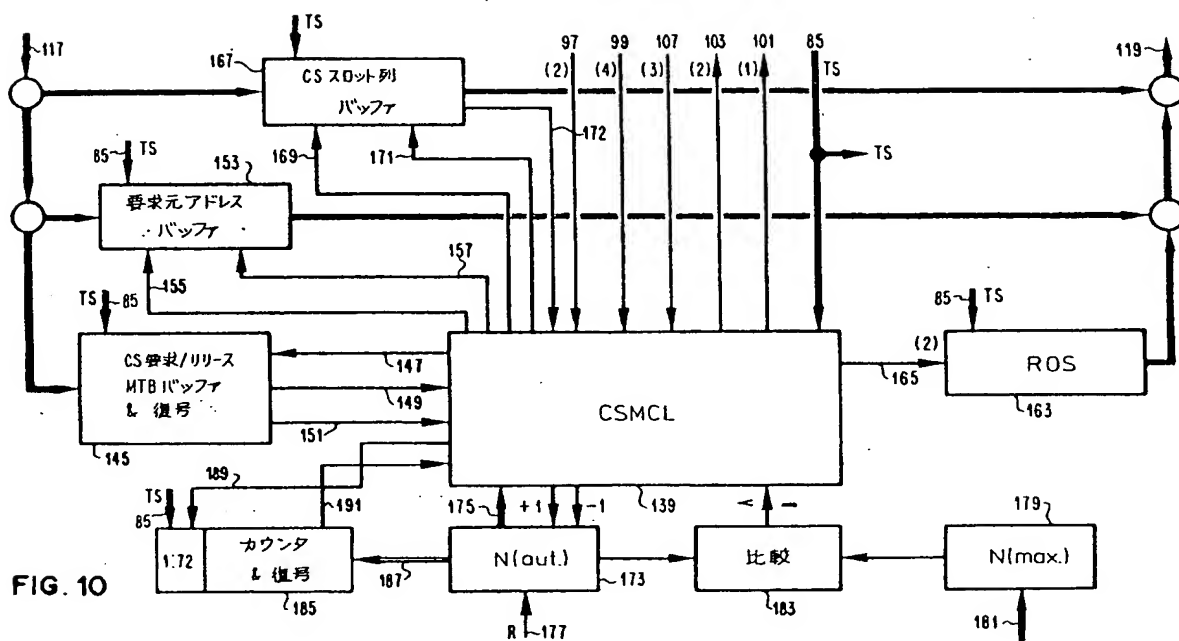 117
TS
167
CSスロット列
バッファ
97
(2)
99
(4)
107
(3)
103
(2)
101
(1)
85
TS
119
172
TS
169
171
85
TS
153
要求元アドレス
バッファ
157
155
TS
85
CS要求/リリース
MTBバッファ
& 復号
145
147
149
151
CSMCL
139
(2)
165
85
TS
ROS
163
189
191
TS
85
カウンタ
& 復号
185
187
175
+1
-1
N(aut.)
173
R
177
比較
183
179
N(max.)
181
FIG. 10